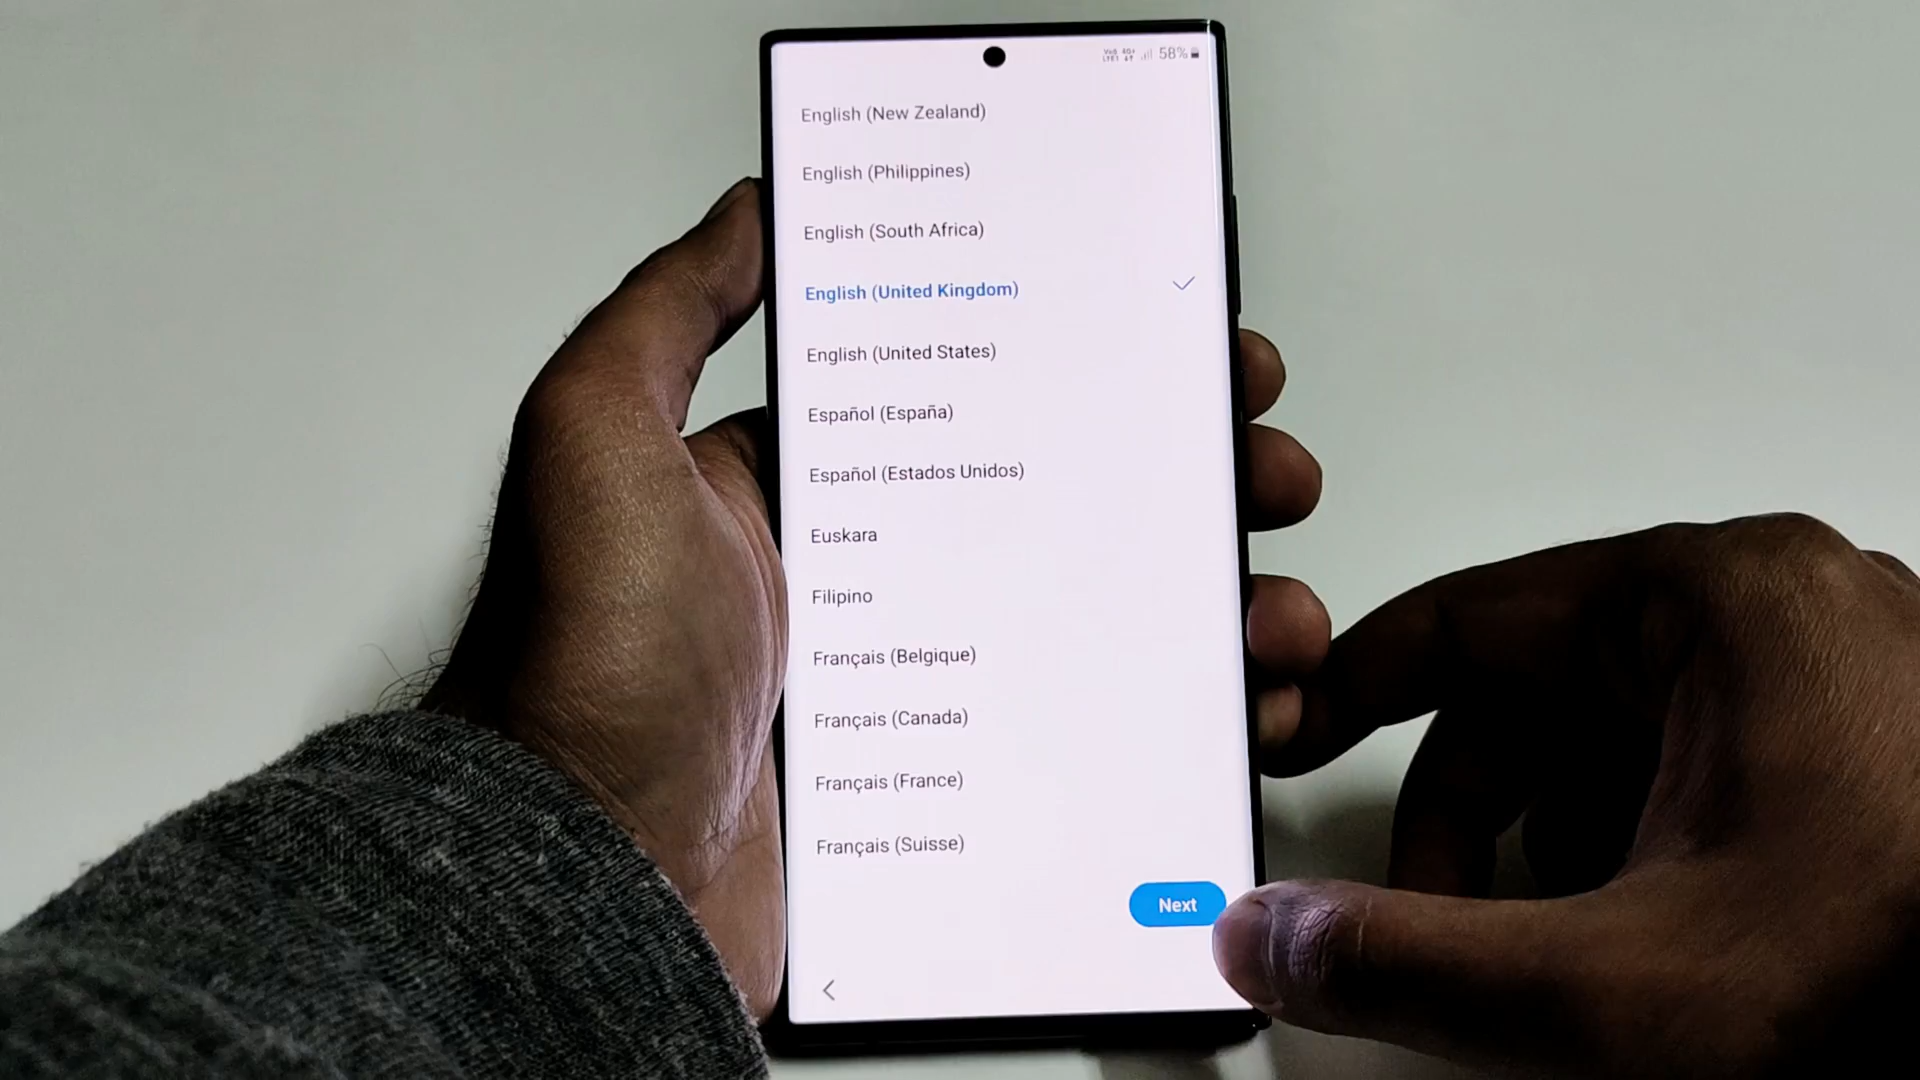 58%
English (New Zealand)
English (Philippines)
English (South Africa)
English (United Kingdom)
English (United States)
Español (España)
Español (Estados Unidos)
Euskara
Filipino
Français (Belgique)
Français (Canada)
Français (France)
Français (Suisse)
Next